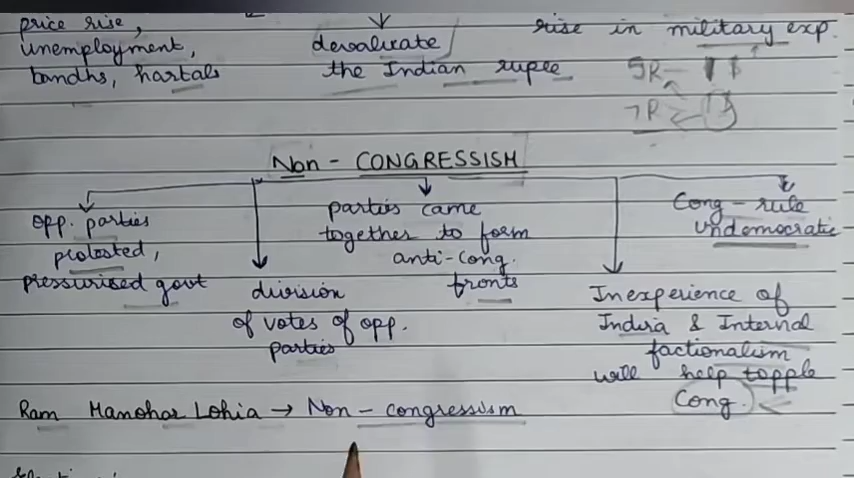 price rise,
unemployment,
bandhs, hartals
devalicate
the Indian rupee
rise in military exp.
5R — 1 $
7R
Non - CONGRESSISM
opp. parties
protested,
pressurised govt
division
of votes of opp.
parties
parties came
together to form
anti-cong.
fronts
Inexperience of
Indira & Internal
factionalism
will help topple
Cong.
Cong - rule
undemocratic
Ram Manohar Lohia → Non - congressism